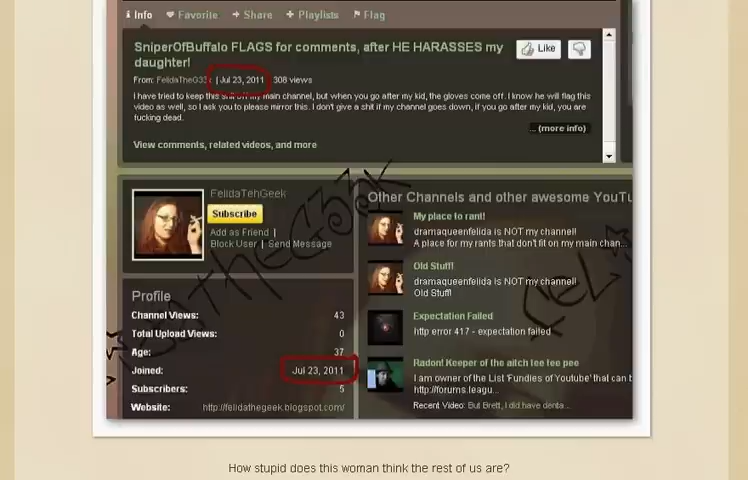 Info Favorite Share Playlists Flag
SniperOfBuffalo FLAGS for comments, after HE HARASSES my
daughter!
Like
From: FelidaTheG33k | Jul 23, 2011 308 views
I have tried to keep this shit off my main channel, but when you go after my kid, the gloves come off. I know he will flag this
video as well, so I ask you to please mirror this. I don't give a shit if my channel goes down, if you go after my kid, you are
fucking dead.
... (more info)
View comments, related videos, and more
FelidaTehGeek
Subscribe
Add as Friend |
Block User | Send Message
Profile
Channel Views: 43
Total Upload Views: 0
Age: 37
Joined: Jul 23, 2011
Subscribers: 5
Website: http://felidathegeek.blogspot.com/
Other Channels and other awesome YouTu
My place to rant!
dramaqueenfelida is NOT my channel!
A place for my rants that don't fit on my main chan...
Old Stuff!
dramaqueenfelida is NOT my channel!
Old Stuff!
Expectation Failed
http error 417 - expectation failed
Radon! Keeper of the aitch tee tee pee
I am owner of the List 'Fundies of Youtube' that can b
http://forums.leagu...
Recent Video: But Brett, I did have denta...
How stupid does this woman think the rest of us are?